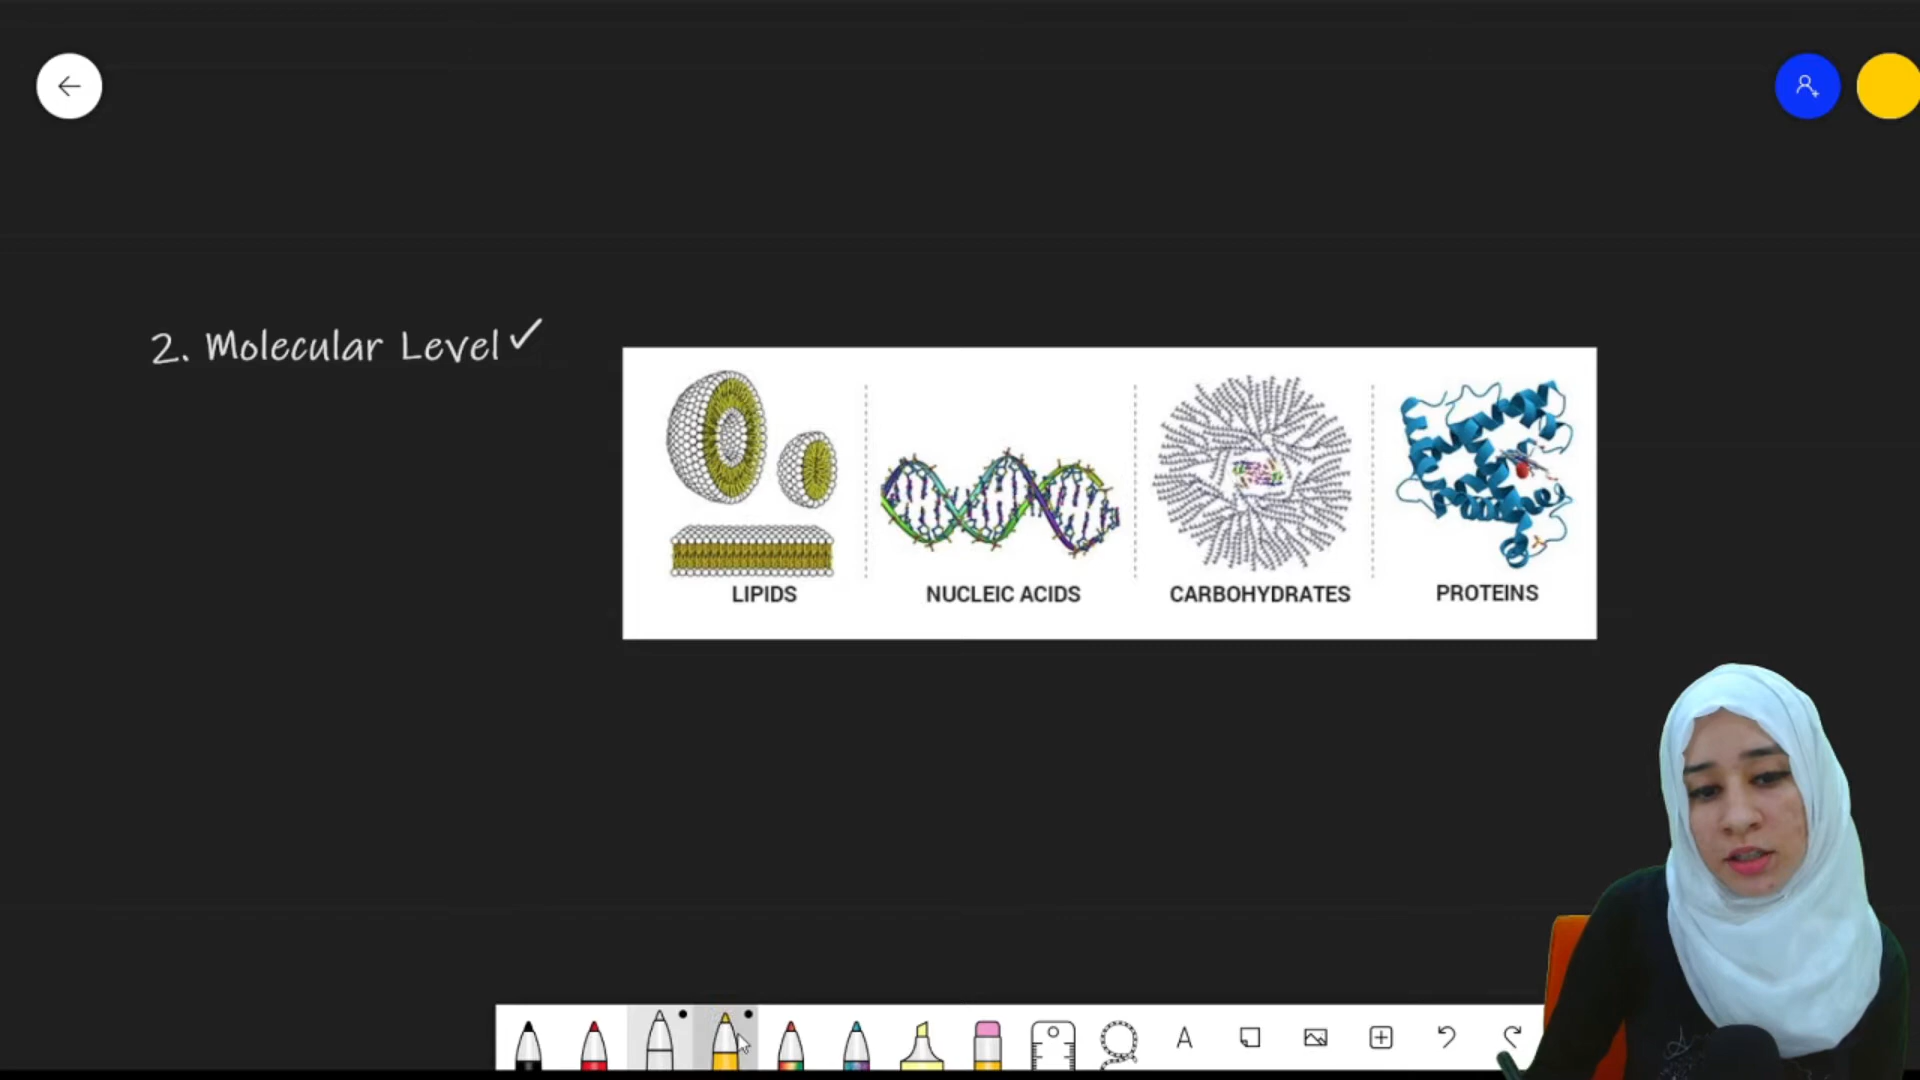 2. Molecular Level ✓
LIPIDS
NUCLEIC ACIDS
CARBOHYDRATES
PROTEINS
A